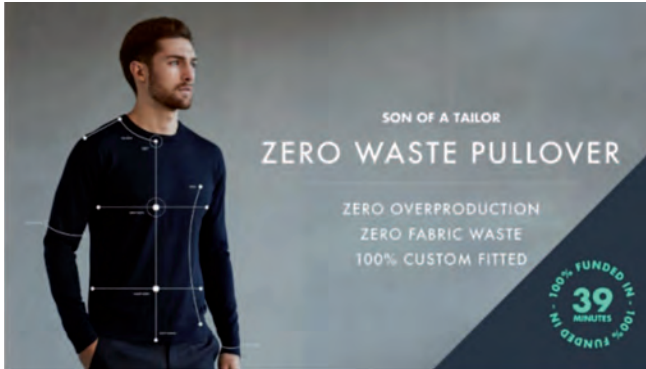 SON OF A TAILOR
ZERO WASTE PULLOVER
ZERO OVERPRODUCTION
ZERO FABRIC WASTE
100% CUSTOM FITTED
100% FUNDED IN - 100% FUNDED IN -
39
MINUTES